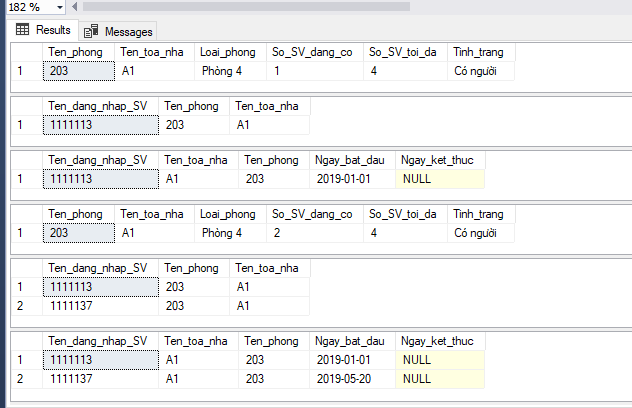 182 %
Results Messages
Ten_phong Ten_toa_nha Loai_phong So_SV_dang_co So_SV_toi_da Tinh_trang
1 203 A1 Phòng 4 1 4 Có người
Ten_dang_nhap_SV Ten_phong Ten_toa_nha
1 1111113 203 A1
Ten_dang_nhap_SV Ten_toa_nha Ten_phong Ngay_bat_dau Ngay_ket_thuc
1 1111113 A1 203 2019-01-01 NULL
Ten_phong Ten_toa_nha Loai_phong So_SV_dang_co So_SV_toi_da Tinh_trang
1 203 A1 Phòng 4 2 4 Có người
Ten_dang_nhap_SV Ten_phong Ten_toa_nha
1 1111113 203 A1
2 1111137 203 A1
Ten_dang_nhap_SV Ten_toa_nha Ten_phong Ngay_bat_dau Ngay_ket_thuc
1 1111113 A1 203 2019-01-01 NULL
2 1111137 A1 203 2019-05-20 NULL